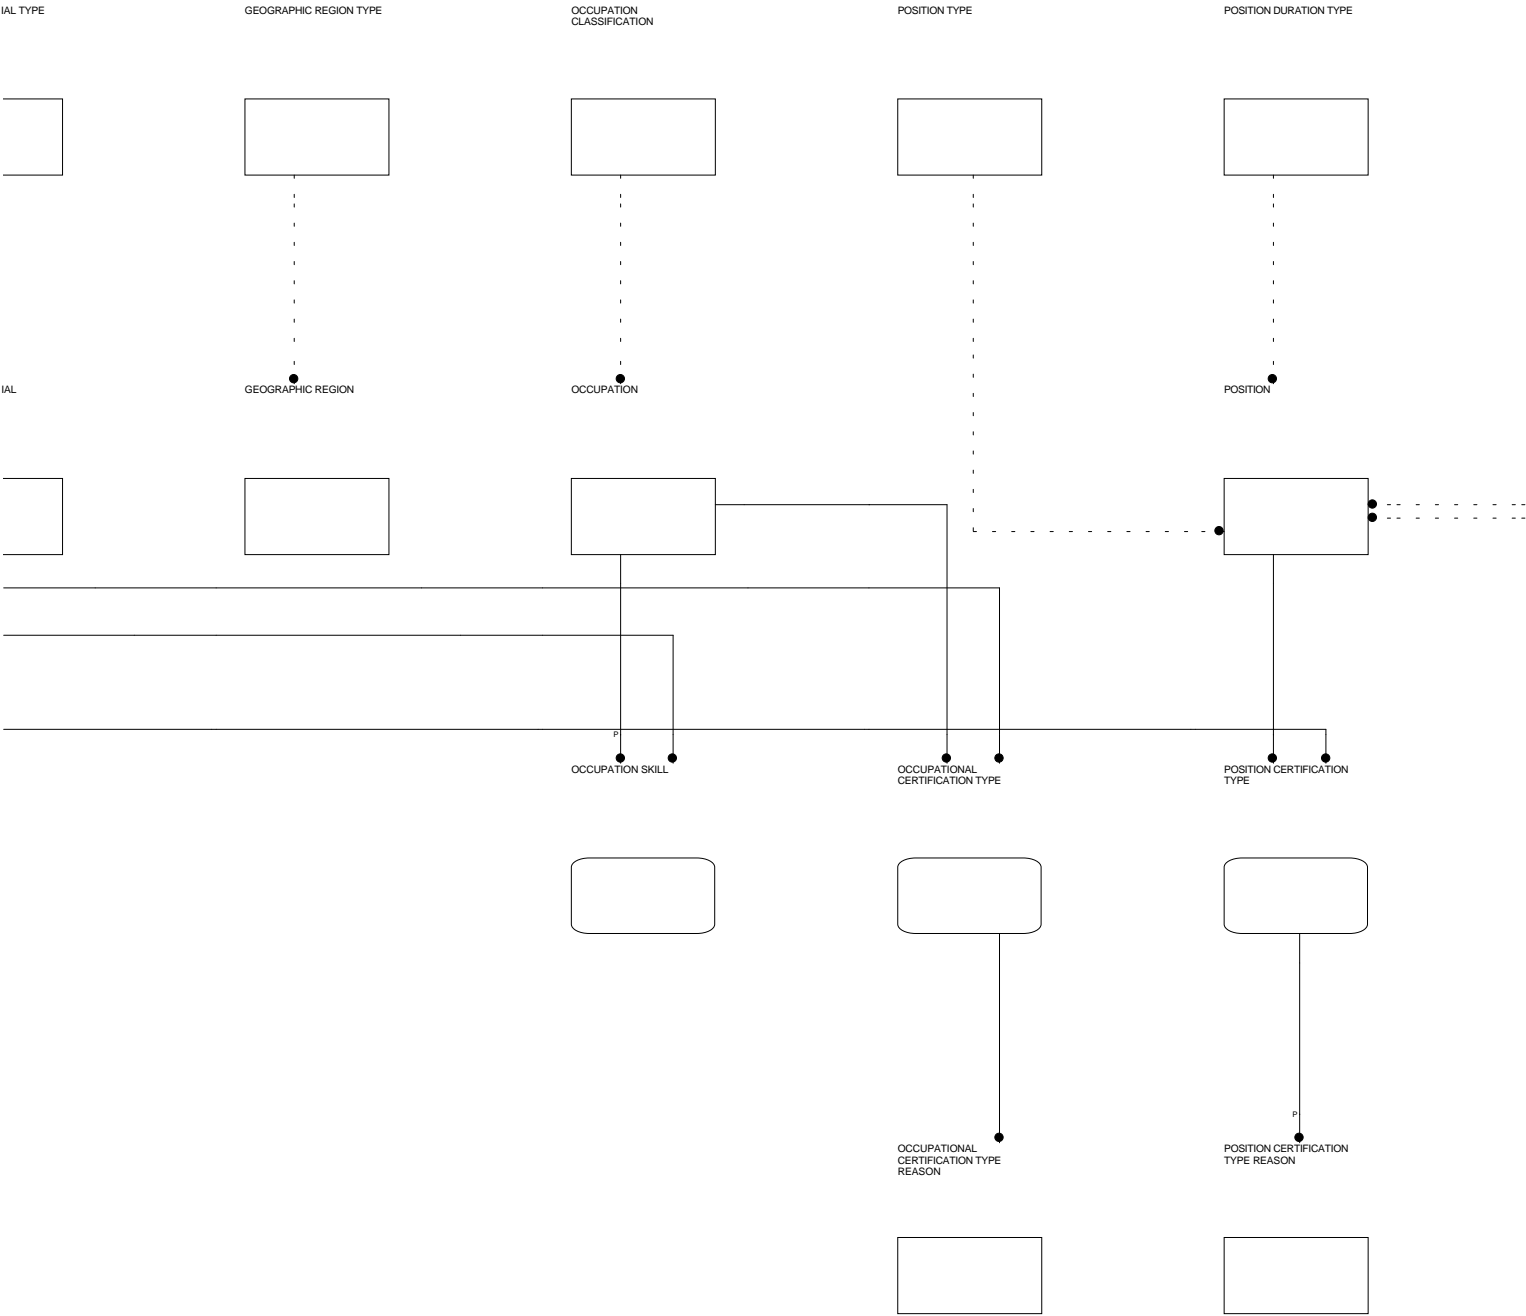 IAL TYPE
GEOGRAPHIC REGION TYPE
OCCUPATION
CLASSIFICATION
POSITION TYPE
POSITION DURATION TYPE
IAL
GEOGRAPHIC REGION
OCCUPATION
POSITION
P
OCCUPATION SKILL
OCCUPATIONAL
CERTIFICATION TYPE
POSITION CERTIFICATION
TYPE
P
OCCUPATIONAL
CERTIFICATION TYPE
REASON
POSITION CERTIFICATION
TYPE REASON